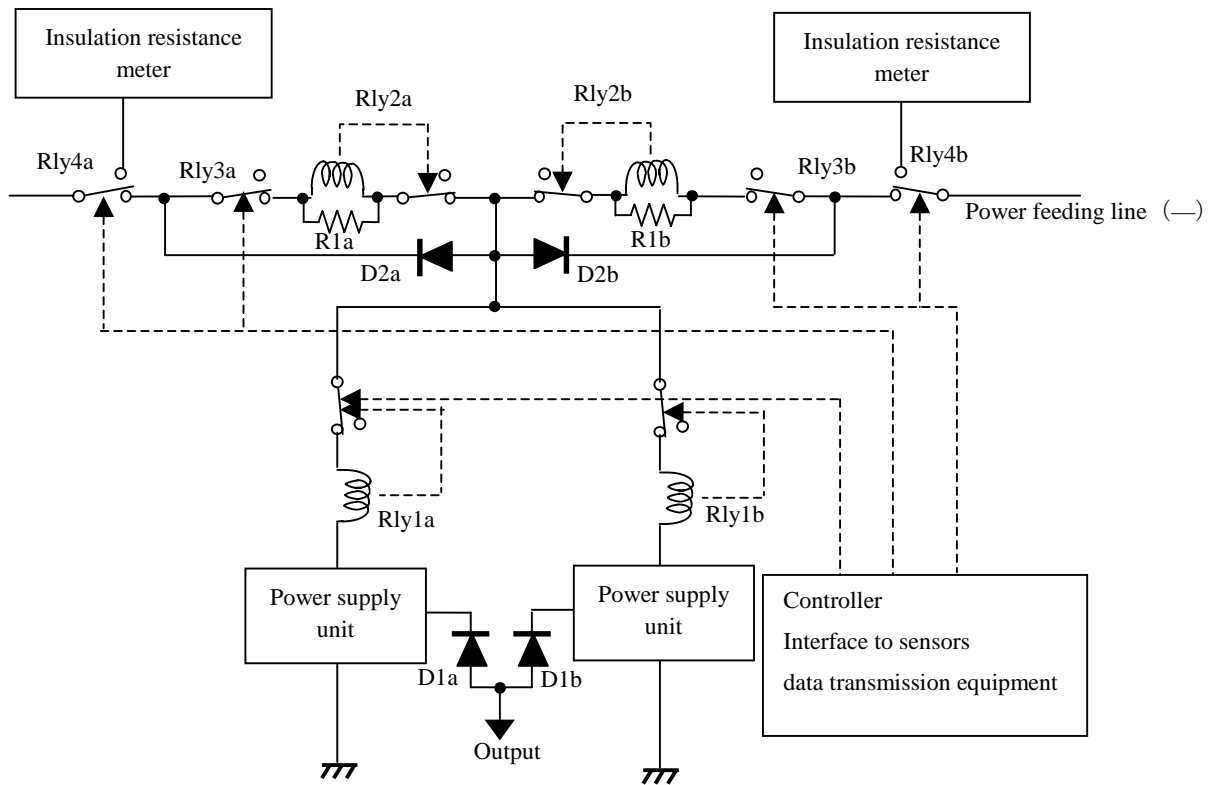 Insulation resistance
meter
Insulation resistance
meter
Rly2a
Rly2b
Rly4a
Rly3a
Rly3b
Rly4b
R1a
R1b
Power feeding line (—)
D2a
D2b
Rly1a
Rly1b
Power supply
unit
Power supply
unit
Controller
Interface to sensors
data transmission equipment
D1a
D1b
Output